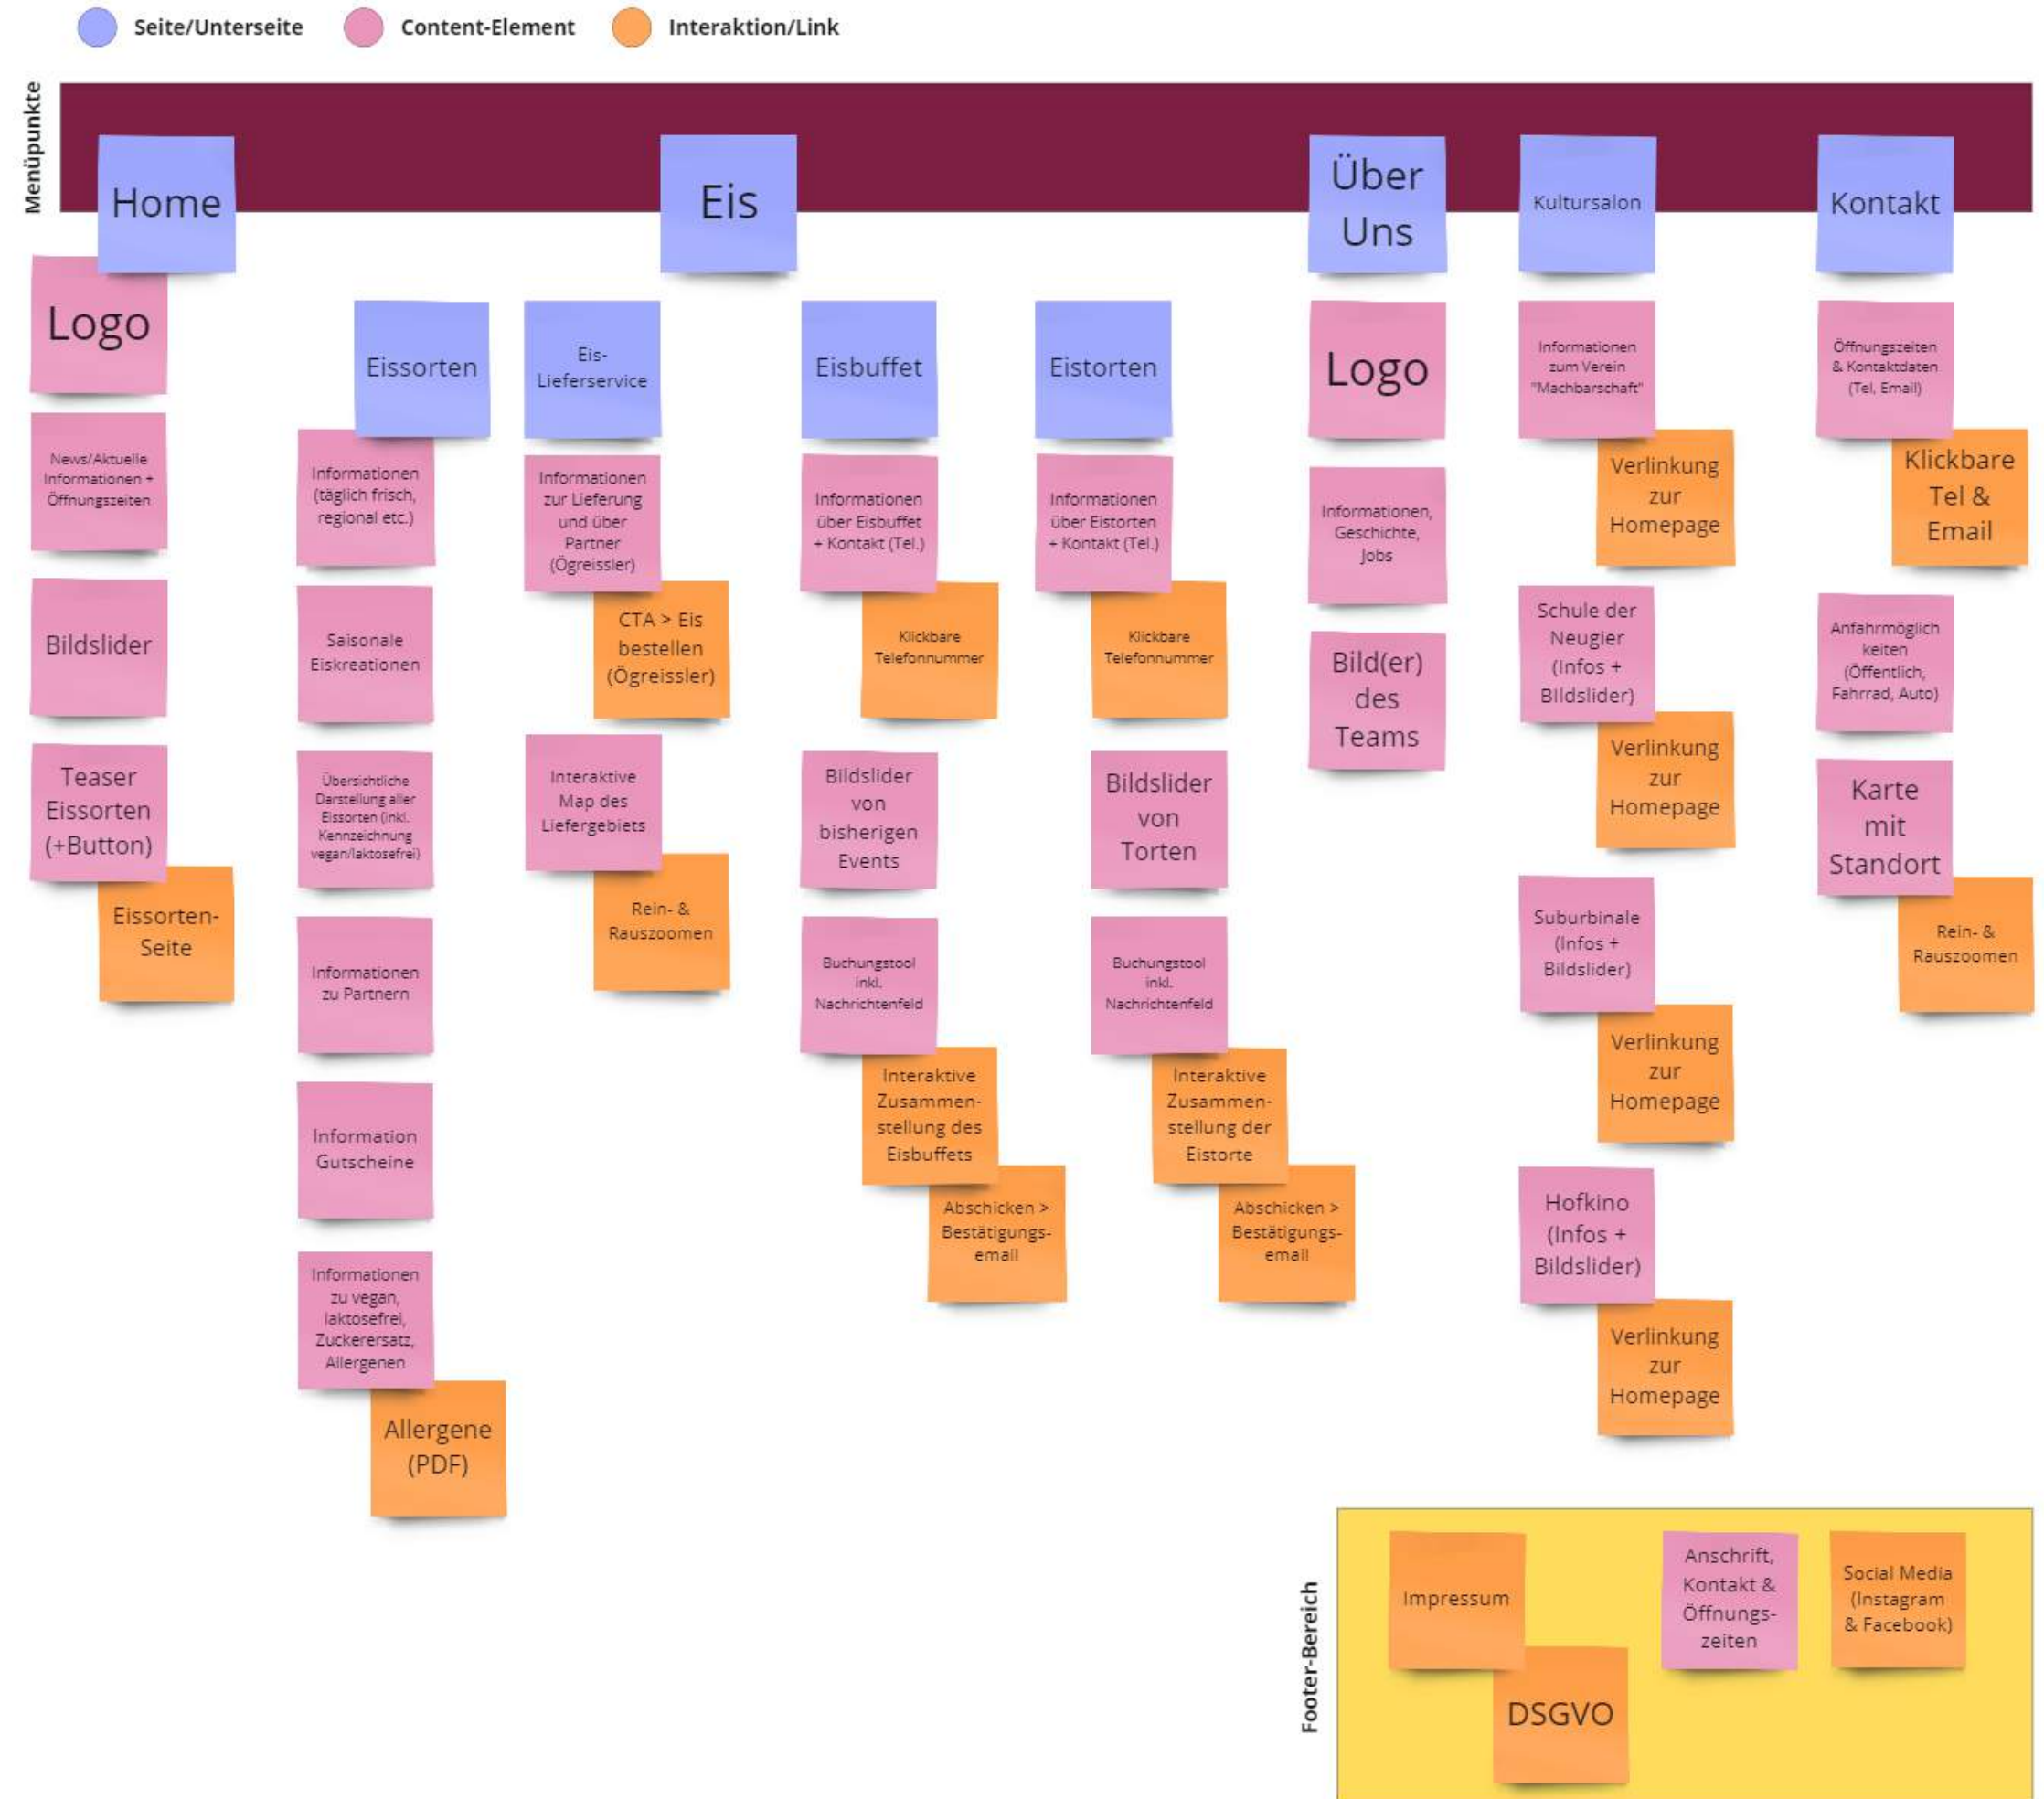 Seite/Unterseite
Content-Element
Interaktion/Link
Menüpunkte
Home
Eis
Über
Uns
Kultursalon
Kontakt
Logo
News/Aktuelle
Informationen +
Öffnungszeiten
Bildslider
Teaser
Eissorten
(+Button)
Eissorten-
Seite
Eissorten
Informationen
(täglich frisch,
regional etc.)
Saisonale
Eiskreationen
Übersichtliche
Darstellung aller
Eissorten (inkl.
Kennzeichnung
vegan/laktosefrei)
Informationen
zu Partnern
Information
Gutscheine
Informationen
zu vegan,
laktosefrei,
Zuckerersatz,
Allergenen
Allergene
(PDF)
Eis-
Lieferservice
Informationen
zur Lieferung
und über
Partner
(Ögreissler)
CTA > Eis
bestellen
(Ögreissler)
Interaktive
Map des
Liefergebiets
Rein- &
Rauszoomen
Eisbuffet
Informationen
über Eisbuffet
+ Kontakt (Tel.)
Klickbare
Telefonnummer
Bildslider
von
bisherigen
Events
Buchungstool
inkl.
Nachrichtenfeld
Interaktive
Zusammen-
stellung des
Eisbuffets
Abschicken >
Bestätigungs-
email
Eistorten
Informationen
über Eistorten
+ Kontakt (Tel.)
Klickbare
Telefonnummer
Bildslider
von
Torten
Buchungstool
inkl.
Nachrichtenfeld
Interaktive
Zusammen-
stellung der
Eistorte
Abschicken >
Bestätigungs-
email
Logo
Informationen,
Geschichte,
Jobs
Bild(er)
des
Teams
Informationen
zum Verein
"Machbarschaft"
Verlinkung
zur
Homepage
Schule der
Neugier
(Infos +
Bildslider)
Verlinkung
zur
Homepage
Suburbinale
(Infos +
Bildslider)
Verlinkung
zur
Homepage
Hofkino
(Infos +
Bildslider)
Verlinkung
zur
Homepage
Öffnungszeiten
& Kontaktdaten
(Tel, Email)
Klickbare
Tel &
Email
Anfahrmöglich
keiten
(Öffentlich,
Fahrrad, Auto)
Karte
mit
Standort
Rein- &
Rauszoomen
Footer-Bereich
Impressum
DSGVO
Anschrift,
Kontakt &
Öffnungs-
zeiten
Social Media
(Instagram
& Facebook)